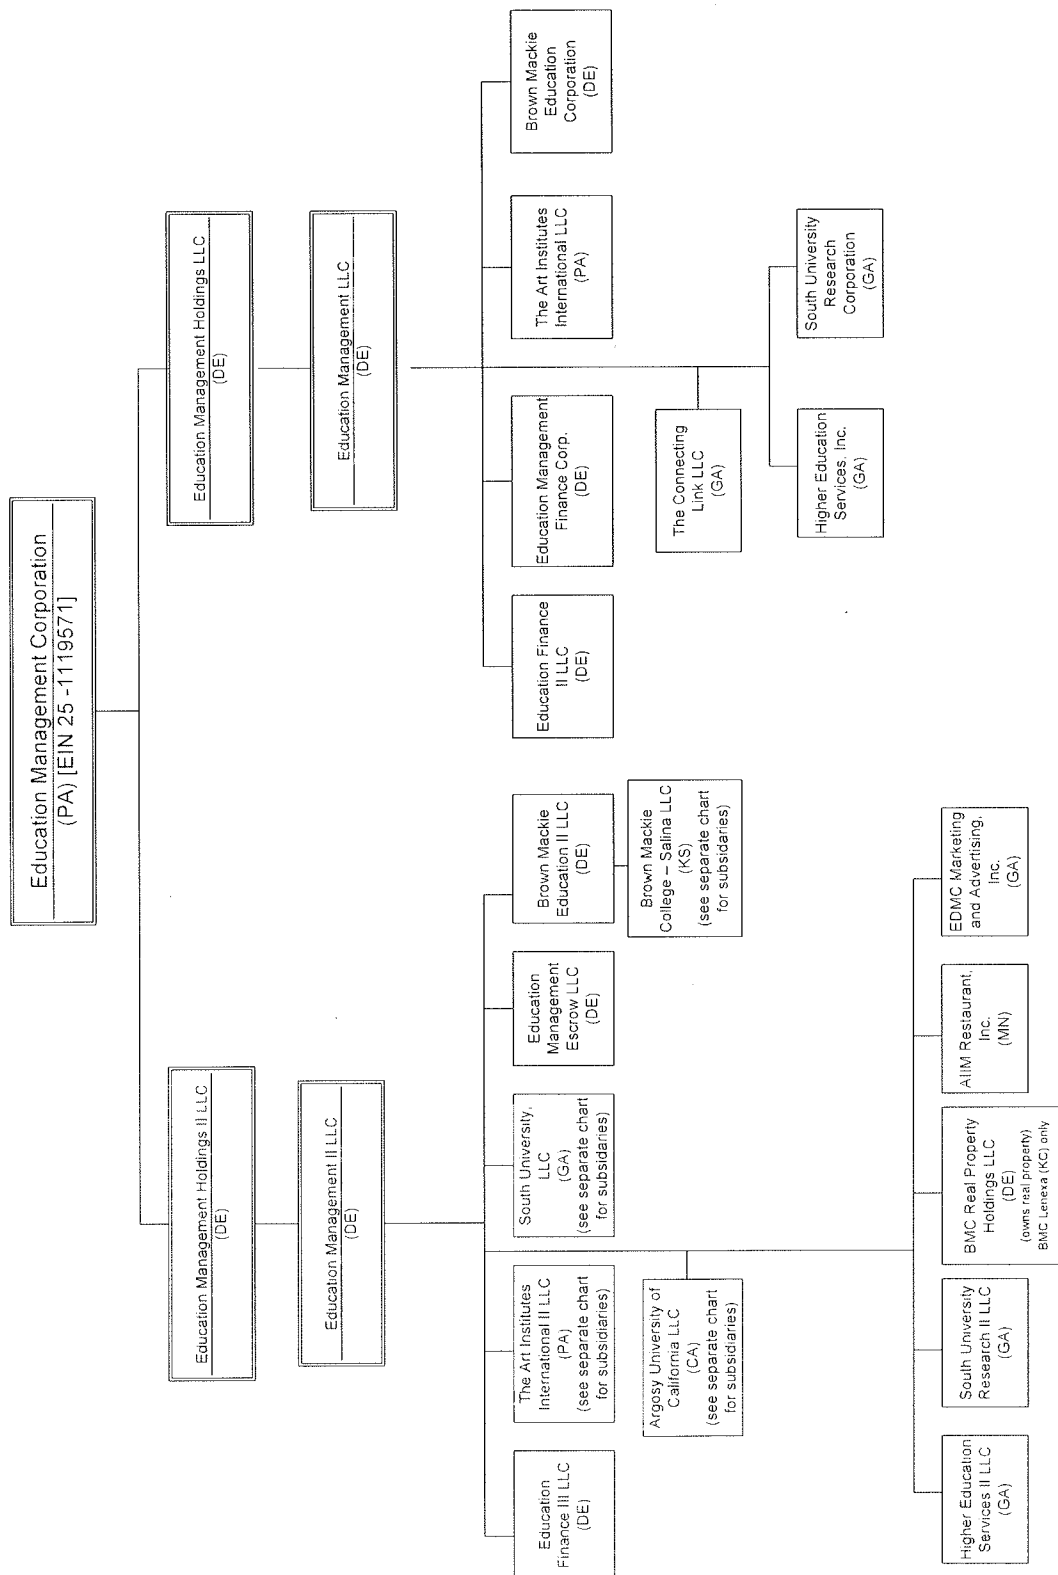 Education Management Corporation
(PA) [EIN 25 -1119571]
Education Management Holdings II LLC
(DE)
Education Management Holdings LLC
(DE)
Education Management II LLC
(DE)
Education Management LLC
(DE)
Education
Finance III LLC
(DE)
The Art Institutes
International II LLC
(PA)
(see separate chart
for subsidiaries)
South University,
LLC
(GA)
(see separate chart
for subsidaries)
Education
Management
Escrow LLC
(DE)
Brown Mackie
Education II LLC
(DE)
Education Finance
II LLC
(DE)
Education Management
Finance Corp.
(DE)
The Art Institutes
International LLC
(PA)
Brown Mackie
Education
Corporation
(DE)
Argosy University of
California LLC
(CA)
(see separate chart
for subsidiaries)
Brown Mackie
College – Salina LLC
(KS)
(see separate chart
for subsidaries)
The Connecting
Link LLC
(GA)
Higher Education
Services, Inc.
(GA)
South University
Research
Corporation
(GA)
Higher Education
Services II LLC
(GA)
South University
Research II LLC
(GA)
BMC Real Property
Holdings LLC
(DE)
(owns real property)
BMC Lenexa (KC) only
AIIM Restaurant,
Inc.
(MN)
EDMC Marketing
and Advertising,
Inc.
(GA)